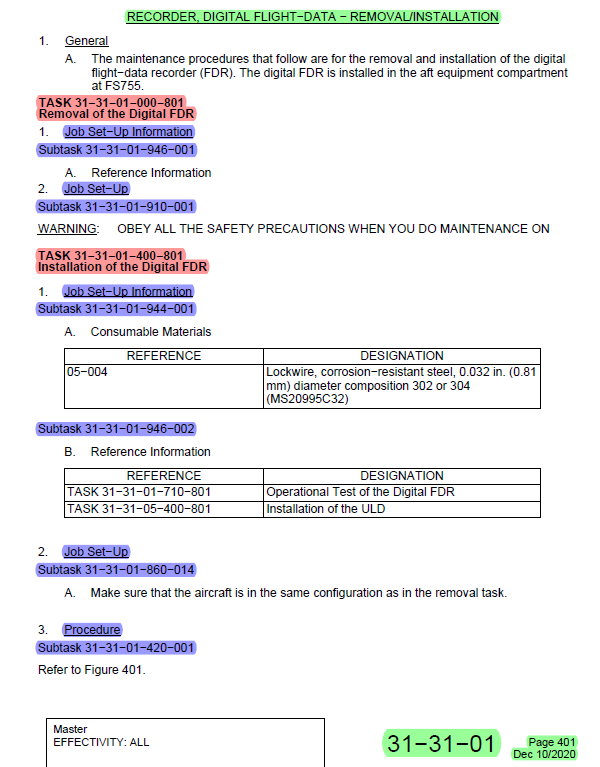 RECORDER, DIGITAL FLIGHT−DATA − REMOVAL/INSTALLATION
1. General
A. The maintenance procedures that follow are for the removal and installation of the digital
flight−data recorder (FDR). The digital FDR is installed in the aft equipment compartment
at FS755.
TASK 31−31−01−000−801
Removal of the Digital FDR
1. Job Set−Up Information
Subtask 31−31−01−946−001
A. Reference Information
2. Job Set−Up
Subtask 31−31−01−910−001
WARNING: OBEY ALL THE SAFETY PRECAUTIONS WHEN YOU DO MAINTENANCE ON
TASK 31−31−01−400−801
Installation of the Digital FDR
1. Job Set−Up Information
Subtask 31−31−01−944−001
A. Consumable Materials
REFERENCE DESIGNATION
05−004 Lockwire, corrosion−resistant steel, 0.032 in. (0.81
mm) diameter composition 302 or 304
(MS20995C32)
Subtask 31−31−01−946−002
B. Reference Information
REFERENCE DESIGNATION
TASK 31−31−01−710−801 Operational Test of the Digital FDR
TASK 31−31−05−400−801 Installation of the ULD
2. Job Set−Up
Subtask 31−31−01−860−014
A. Make sure that the aircraft is in the same configuration as in the removal task.
3. Procedure
Subtask 31−31−01−420−001
Refer to Figure 401.
Master
EFFECTIVITY: ALL
31−31−01
Page 401
Dec 10/2020